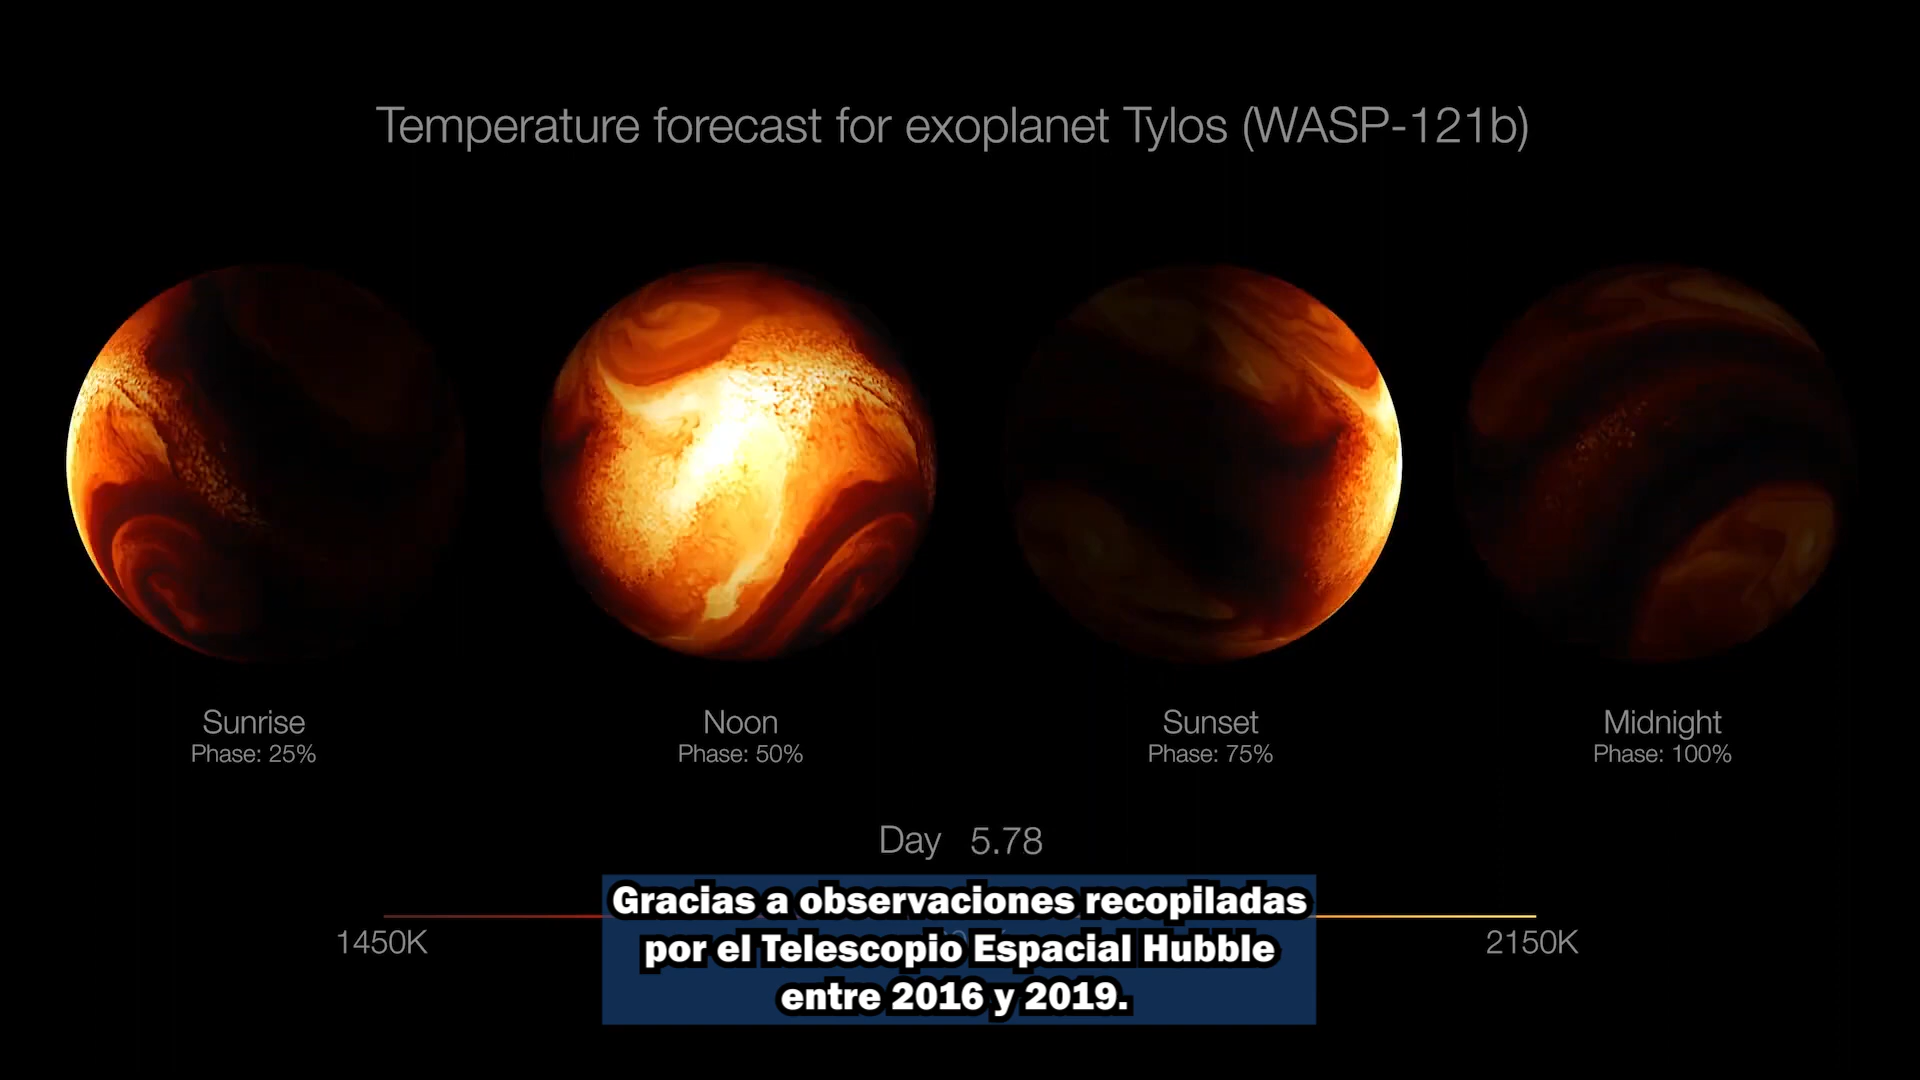 Temperature forecast for exoplanet Tylos (WASP-121b)
Sunrise
Phase: 25%
Noon
Phase: 50%
Sunset
Phase: 75%
Midnight
Phase: 100%
Day 5.78
1450K
2150K
Gracias a observaciones recopiladas
por el Telescopio Espacial Hubble
entre 2016 y 2019.